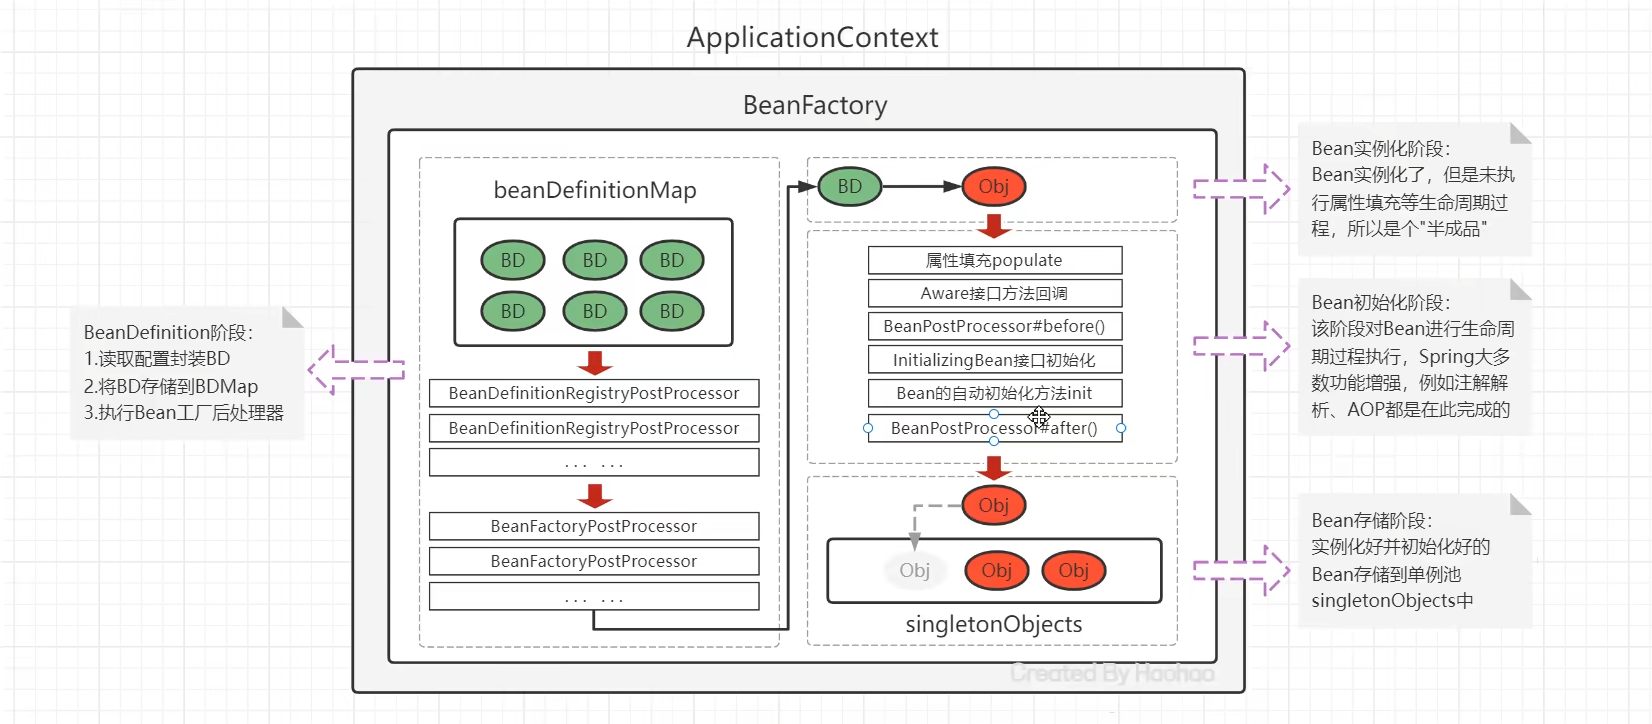 ApplicationContext
BeanFactory
beanDefinitionMap
BD BD BD
BD BD BD
BeanDefinitionRegistryPostProcessor
BeanDefinitionRegistryPostProcessor
... ...
BeanFactoryPostProcessor
BeanFactoryPostProcessor
... ...
BeanDefinition阶段：
1.读取配置封装BD
2.将BD存储到BDMap
3.执行Bean工厂后处理器
BD
Obj
属性填充populate
Aware接口方法回调
BeanPostProcessor#before()
InitializingBean接口初始化
Bean的自动初始化方法init
BeanPostProcessor#after()
Obj
Obj
Obj
Obj
singletonObjects
Bean实例化阶段：
Bean实例化了，但是未执
行属性填充等生命周期过
程，所以是个"半成品"
Bean初始化阶段：
该阶段对Bean进行生命周
期过程执行，Spring大多
数功能增强，例如注解解
析、AOP都是在此完成的
Bean存储阶段：
实例化好并初始化好的
Bean存储到单例池
singletonObjects中
Created By Hoohoo